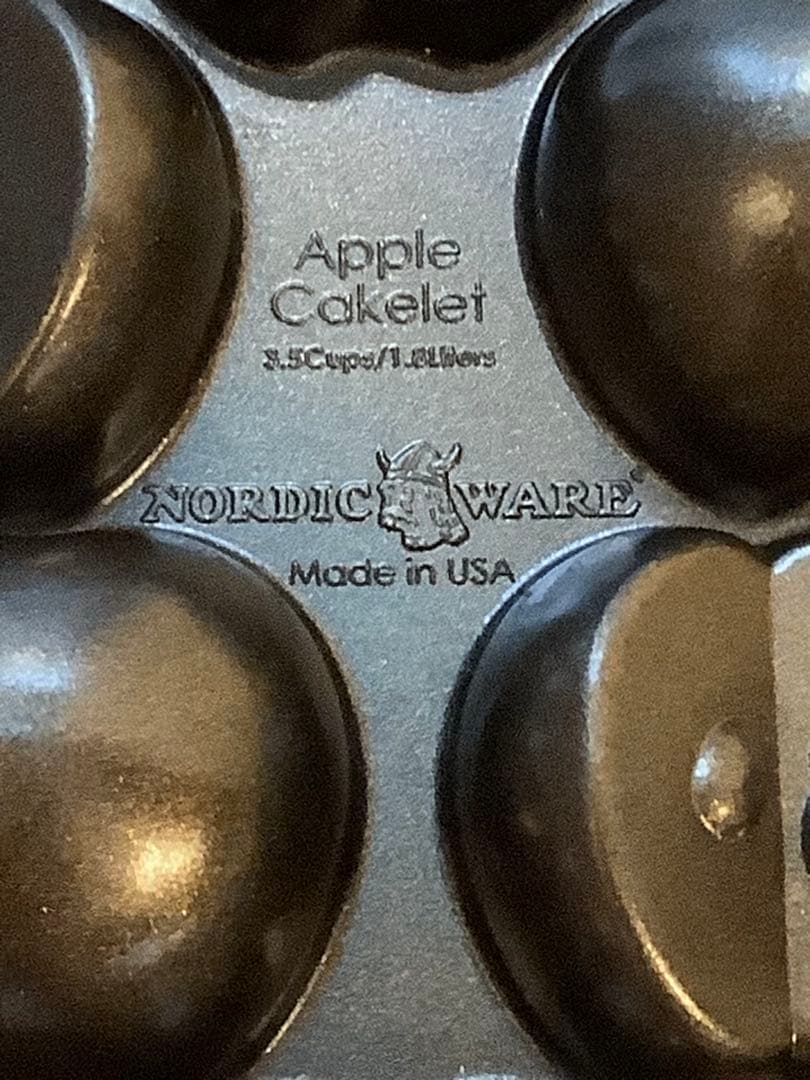 Apple
Cakelet
3.5Cups/1.8Liters
NORDIC WARE®
Made in USA